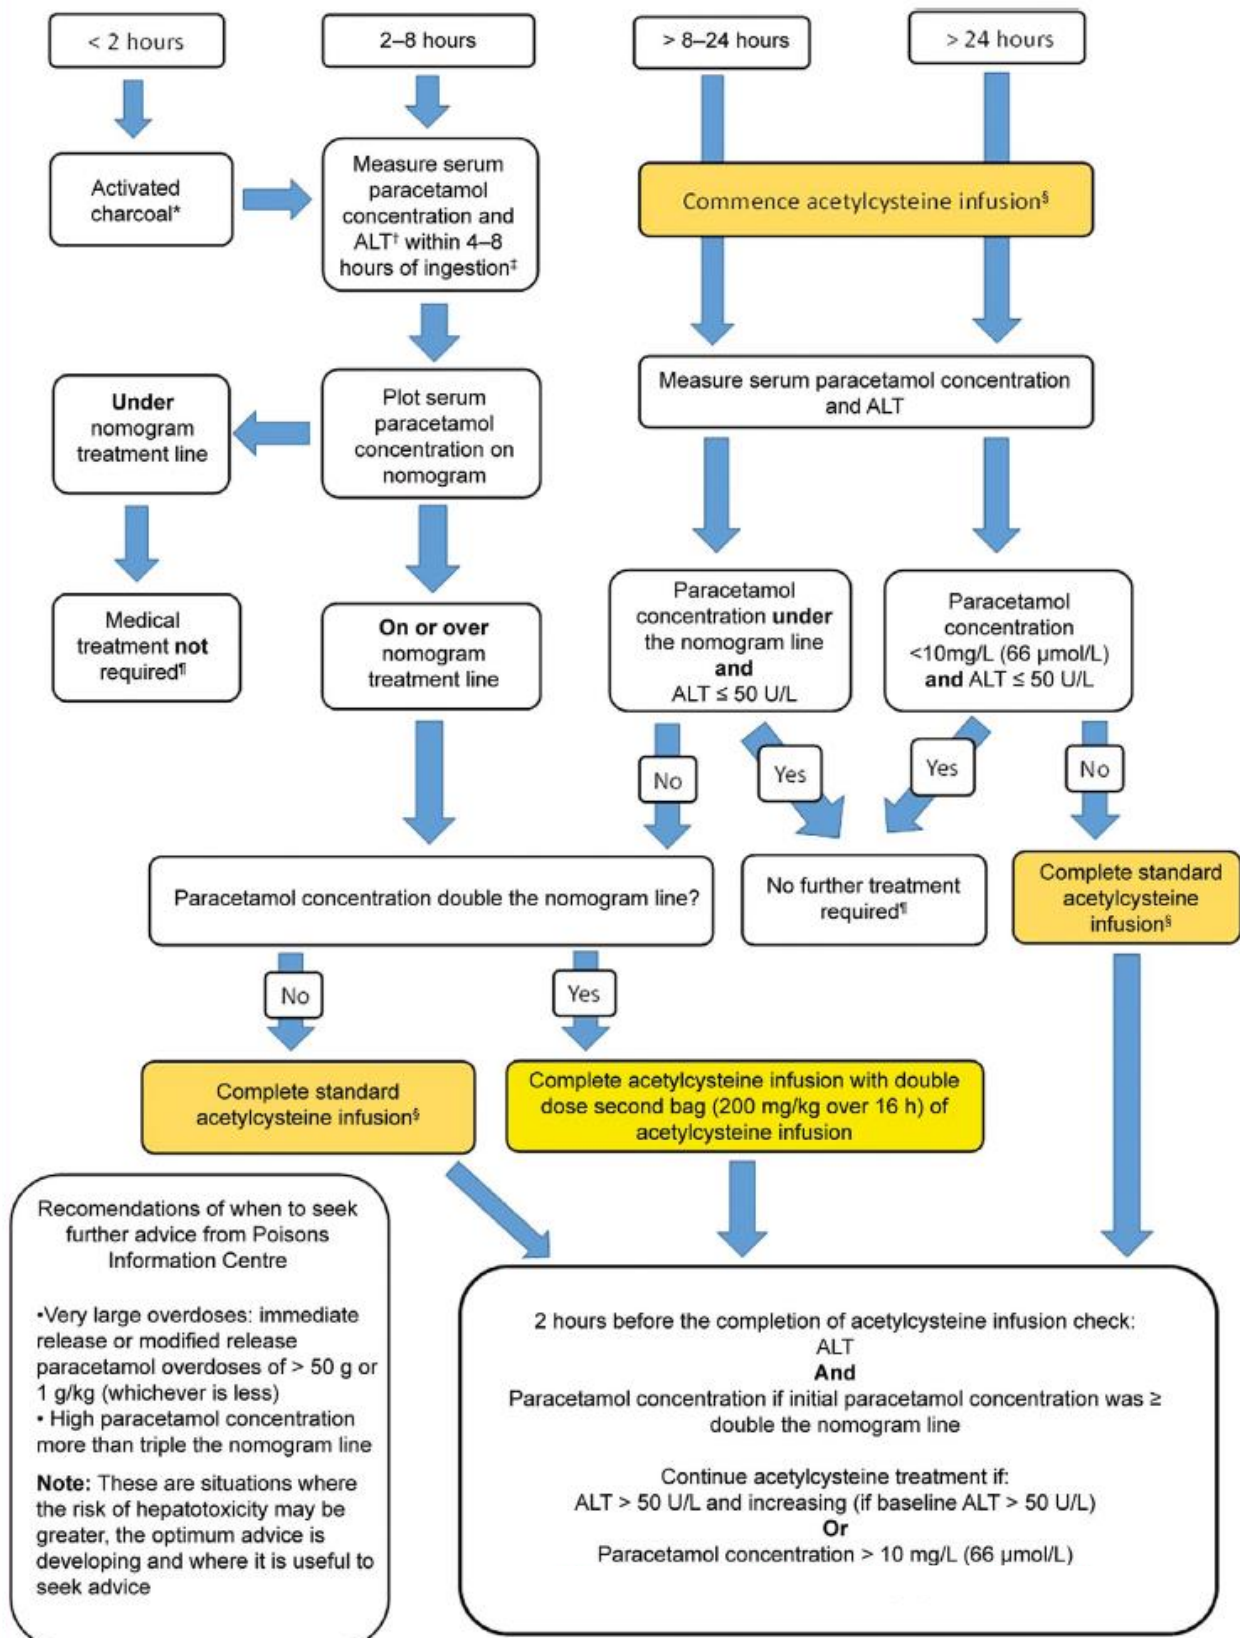 < 2 hours
2–8 hours
> 8–24 hours
> 24 hours
Activated
charcoal*
Measure serum
paracetamol
concentration and
ALT† within 4–8
hours of ingestion‡
Commence acetylcysteine infusion§
Under
nomogram
treatment line
Plot serum
paracetamol
concentration on
nomogram
Measure serum paracetamol concentration
and ALT
Medical
treatment not
required¶
On or over
nomogram
treatment line
Paracetamol
concentration under
the nomogram line
and
ALT ≤ 50 U/L
Paracetamol
concentration
<10mg/L (66 µmol/L)
and ALT ≤ 50 U/L
No
Yes
Yes
No
Paracetamol concentration double the nomogram line?
No further treatment
required¶
Complete standard
acetylcysteine
infusion§
No
Yes
Complete standard
acetylcysteine infusion§
Complete acetylcysteine infusion with double
dose second bag (200 mg/kg over 16 h) of
acetylcysteine infusion
Recomendations of when to seek
further advice from Poisons
Information Centre
•Very large overdoses: immediate
release or modified release
paracetamol overdoses of > 50 g or
1 g/kg (whichever is less)
• High paracetamol concentration
more than triple the nomogram line
Note: These are situations where
the risk of hepatotoxicity may be
greater, the optimum advice is
developing and where it is useful to
seek advice
2 hours before the completion of acetylcysteine infusion check:
ALT
And
Paracetamol concentration if initial paracetamol concentration was ≥
double the nomogram line
Continue acetylcysteine treatment if:
ALT > 50 U/L and increasing (if baseline ALT > 50 U/L)
Or
Paracetamol concentration > 10 mg/L (66 µmol/L)